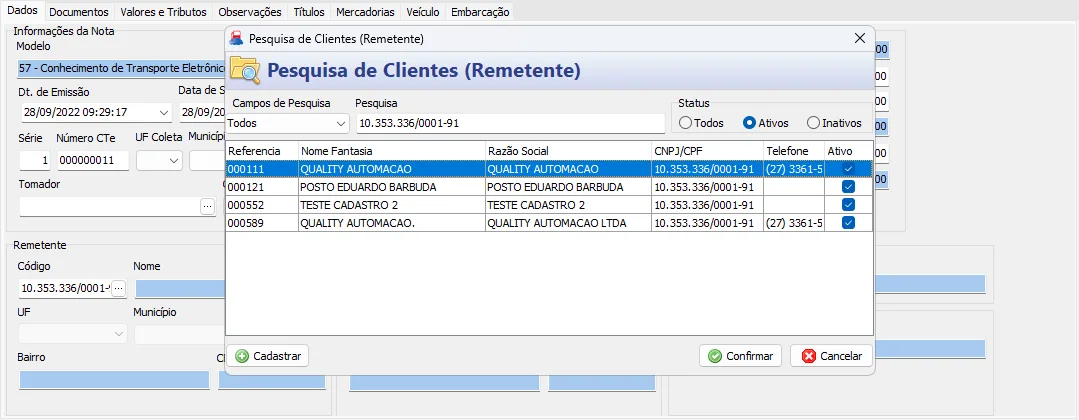 Dados Documentos Valores e Tributos Observações Títulos Mercadorias Veículo Embarcação
Informações da Nota
Modelo
57 - Conhecimento de Transporte Eletrônic
Dt. de Emissão Data de S
28/09/2022 09:29:17 28/09/
Série Número CTe UF Coleta Municípi
1 000000011
Tomador
Remetente
Código Nome
10.353.336/0001-
UF Município
Bairro
Pesquisa de Clientes (Remetente)
Pesquisa de Clientes (Remetente)
Campos de Pesquisa Pesquisa Status
Todos 10.353.336/0001-91 Todos Ativos Inativos
Referencia Nome Fantasia Razão Social CNPJ/CPF Telefone Ativo
000111 QUALITY AUTOMACAO QUALITY AUTOMACAO 10.353.336/0001-91 (27) 3361-5
000121 POSTO EDUARDO BARBUDA POSTO EDUARDO BARBUDA 10.353.336/0001-91
000552 TESTE CADASTRO 2 TESTE CADASTRO 2 10.353.336/0001-91
000589 QUALITY AUTOMACAO. QUALITY AUTOMACAO LTDA 10.353.336/0001-91 (27) 3361-5
Cadastrar Confirmar Cancelar
00
00
00
00
00
00